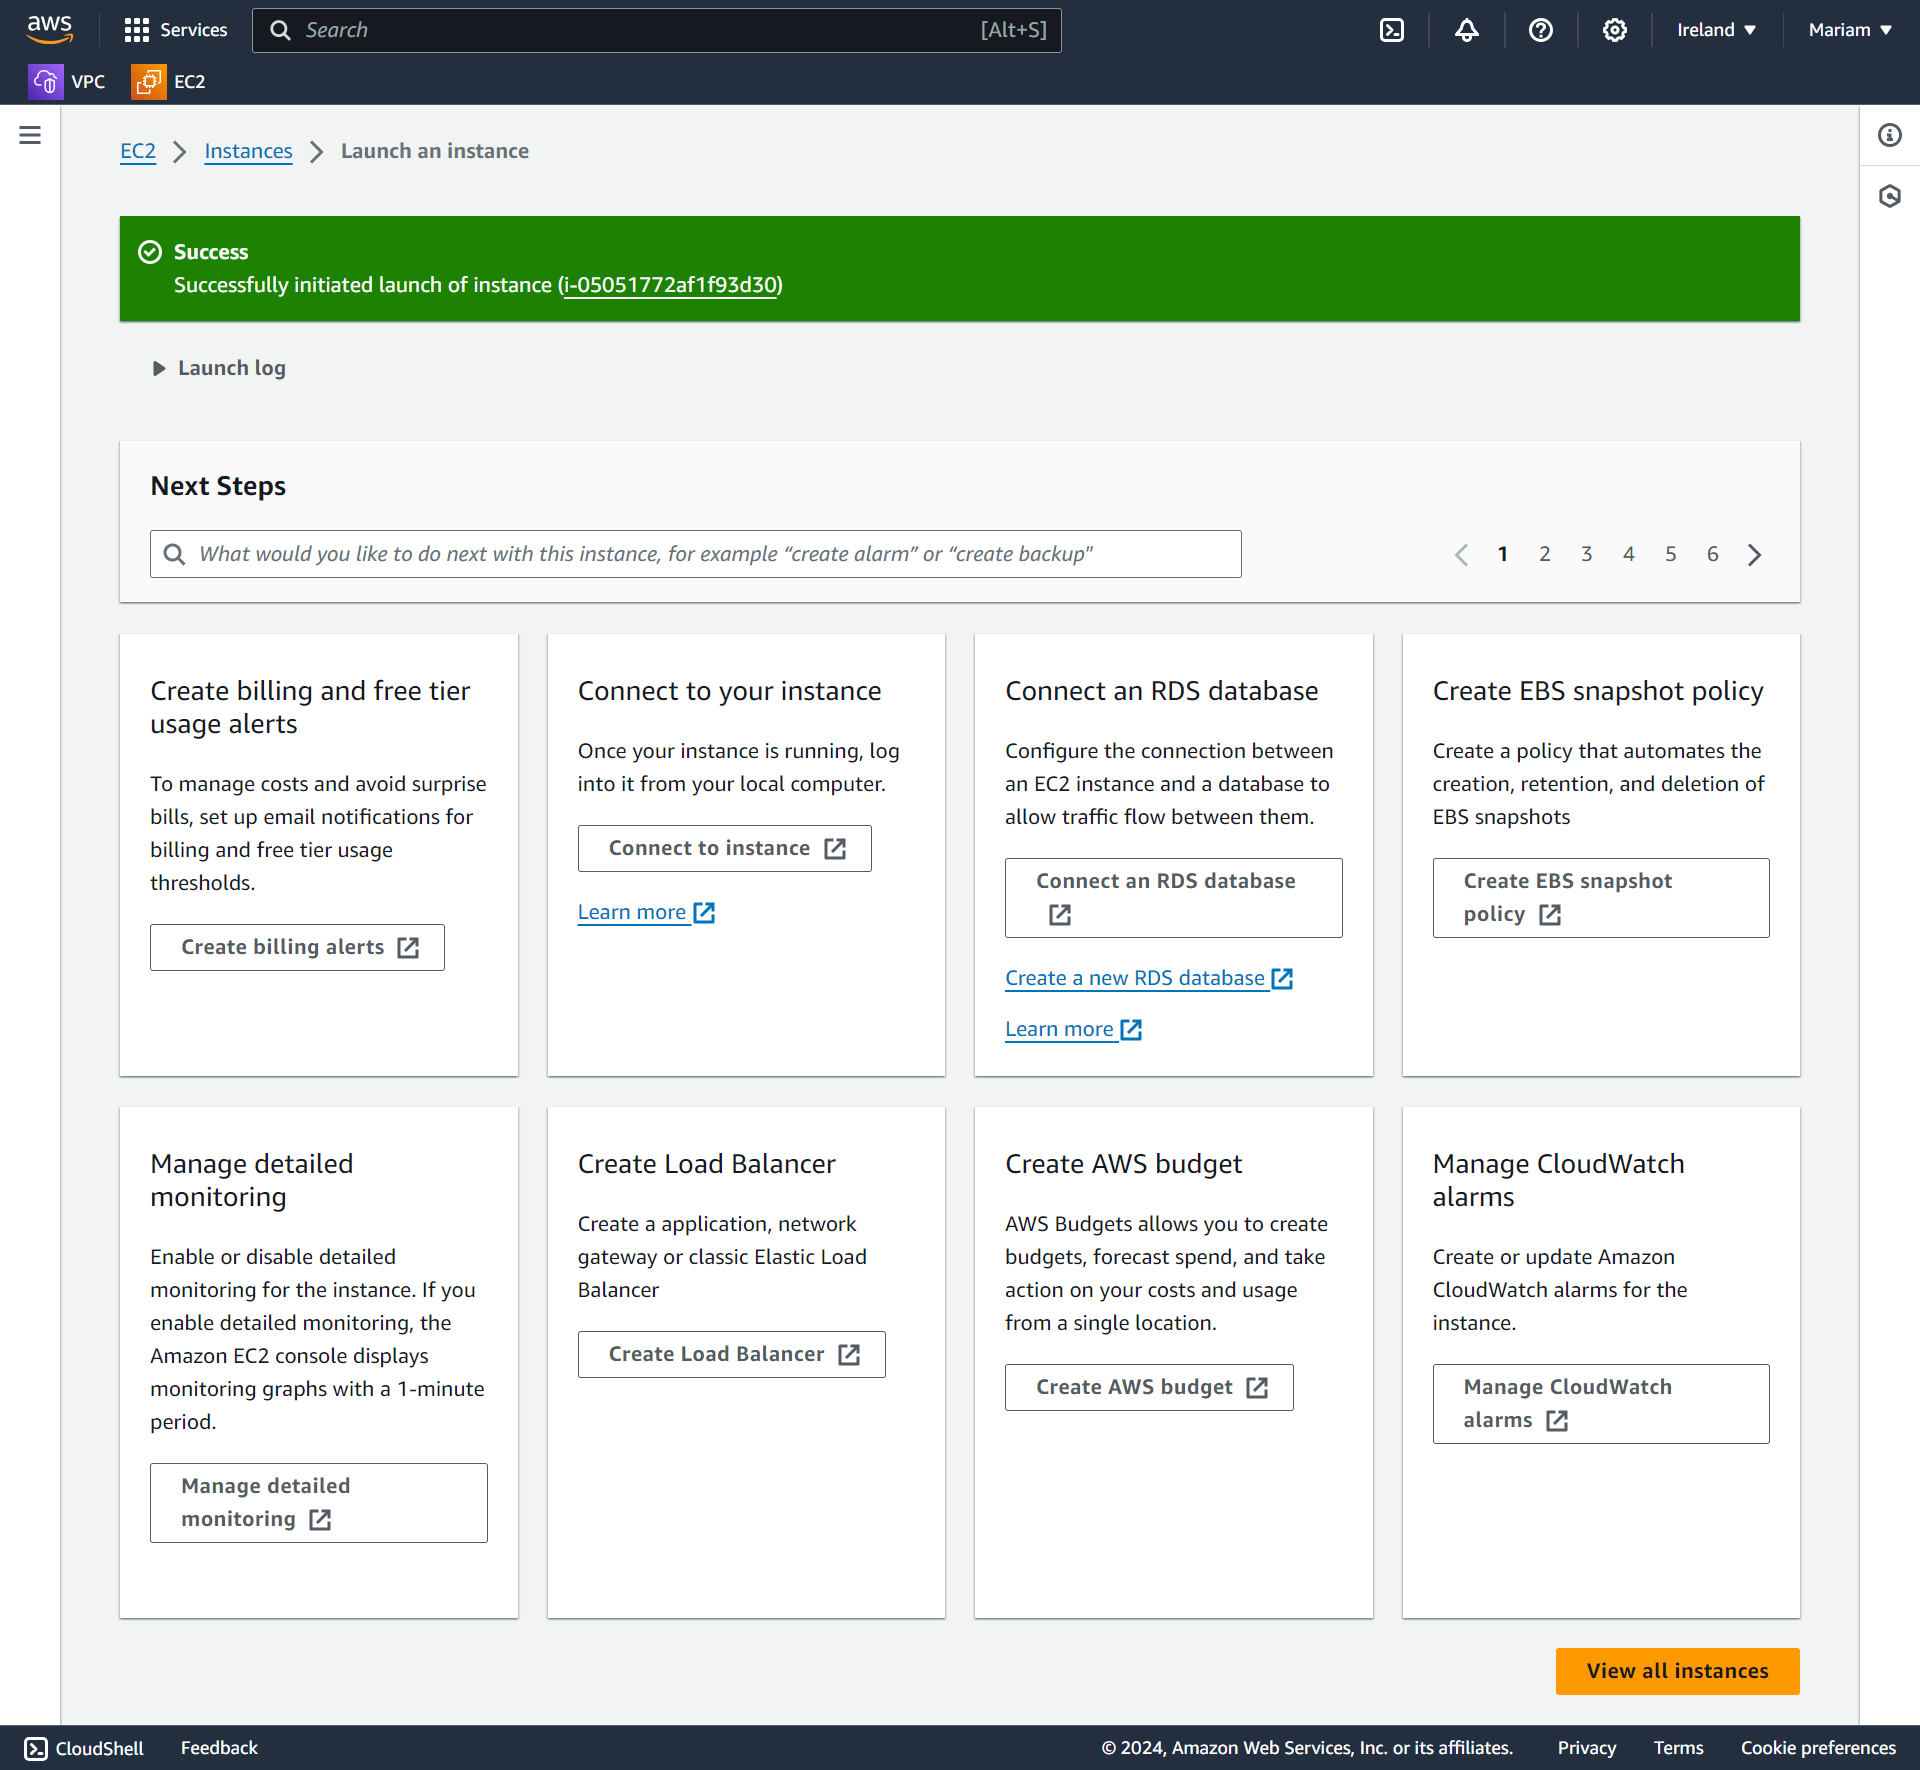 aws
Services
Search
[Alt+S]
Ireland
Mariam
VPC
EC2
EC2
Instances
Launch an instance
Success
Successfully initiated launch of instance (i-05051772af1f93d30)
Launch log
Next Steps
What would you like to do next with this instance, for example “create alarm” or “create backup"
1 2 3 4 5 6
Create billing and free tier
usage alerts
To manage costs and avoid surprise
bills, set up email notifications for
billing and free tier usage
thresholds.
Create billing alerts
Connect to your instance
Once your instance is running, log
into it from your local computer.
Connect to instance
Learn more
Connect an RDS database
Configure the connection between
an EC2 instance and a database to
allow traffic flow between them.
Connect an RDS database
Create a new RDS database
Learn more
Create EBS snapshot policy
Create a policy that automates the
creation, retention, and deletion of
EBS snapshots
Create EBS snapshot
policy
Manage detailed
monitoring
Enable or disable detailed
monitoring for the instance. If you
enable detailed monitoring, the
Amazon EC2 console displays
monitoring graphs with a 1-minute
period.
Manage detailed
monitoring
Create Load Balancer
Create a application, network
gateway or classic Elastic Load
Balancer
Create Load Balancer
Create AWS budget
AWS Budgets allows you to create
budgets, forecast spend, and take
action on your costs and usage
from a single location.
Create AWS budget
Manage CloudWatch
alarms
Create or update Amazon
CloudWatch alarms for the
instance.
Manage CloudWatch
alarms
View all instances
CloudShell
Feedback
© 2024, Amazon Web Services, Inc. or its affiliates.
Privacy
Terms
Cookie preferences